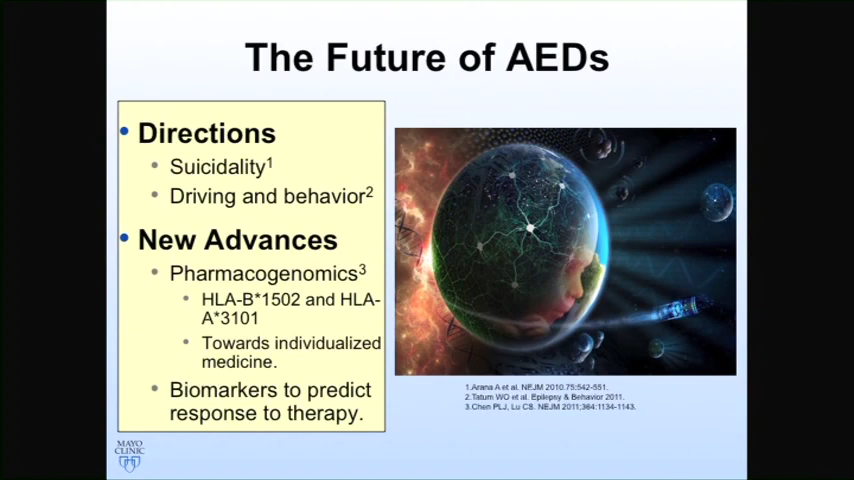 The Future of AEDs
• Directions
• Suicidality1
• Driving and behavior2
• New Advances
• Pharmacogenomics3
• HLA-B*1502 and HLA-
A*3101
• Towards individualized
medicine.
• Biomarkers to predict
response to therapy.
1.Arana A et al. NEJM 2010.75:542-551.
2.Tatum WO et al. Epilepsy & Behavior 2011.
3.Chen PLJ, Lu CS. NEJM 2011;364:1134-1143.
MAYO
CLINIC